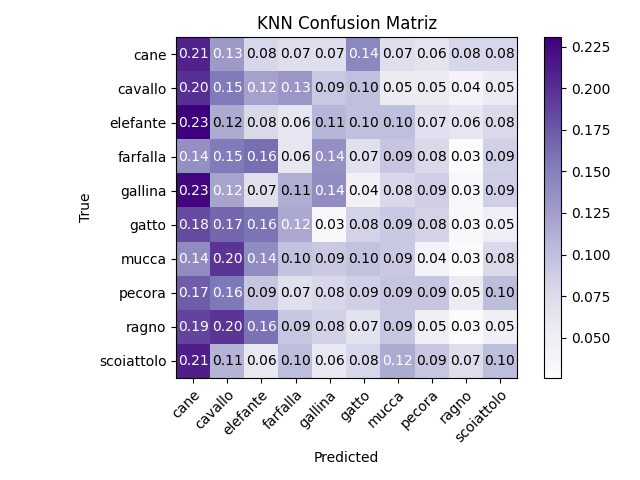 KNN Confusion Matriz
cane 0.21 0.13 0.08 0.07 0.07 0.14 0.07 0.06 0.08 0.08
cavallo 0.20 0.15 0.12 0.13 0.09 0.10 0.05 0.05 0.04 0.05
elefante 0.23 0.12 0.08 0.06 0.11 0.10 0.10 0.07 0.06 0.08
farfalla 0.14 0.15 0.16 0.06 0.14 0.07 0.09 0.08 0.03 0.09
gallina 0.23 0.12 0.07 0.11 0.14 0.04 0.08 0.09 0.03 0.09
gatto 0.18 0.17 0.16 0.12 0.03 0.08 0.09 0.08 0.03 0.05
mucca 0.14 0.20 0.14 0.10 0.09 0.10 0.09 0.04 0.03 0.08
pecora 0.17 0.16 0.09 0.07 0.08 0.09 0.09 0.09 0.05 0.10
ragno 0.19 0.20 0.16 0.09 0.08 0.07 0.09 0.05 0.03 0.05
scoiattolo 0.21 0.11 0.06 0.10 0.06 0.08 0.12 0.09 0.07 0.10
True
cane cavallo elefante farfalla gallina gatto mucca pecora ragno scoiattolo
Predicted
0.225
0.200
0.175
0.150
0.125
0.100
0.075
0.050